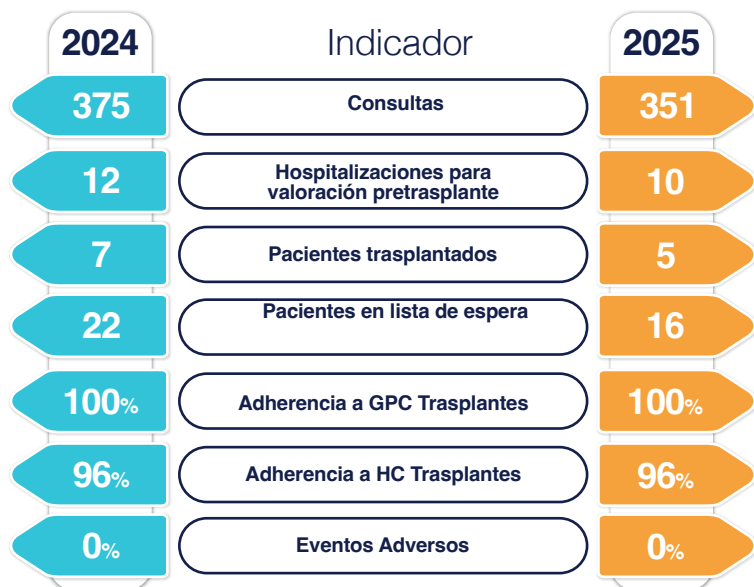 2024 Indicador 2025
375 Consultas 351
12 Hospitalizaciones para
valoración pretrasplante 10
7 Pacientes trasplantados 5
22 Pacientes en lista de espera 16
100% Adherencia a GPC Trasplantes 100%
96% Adherencia a HC Trasplantes 96%
0% Eventos Adversos 0%